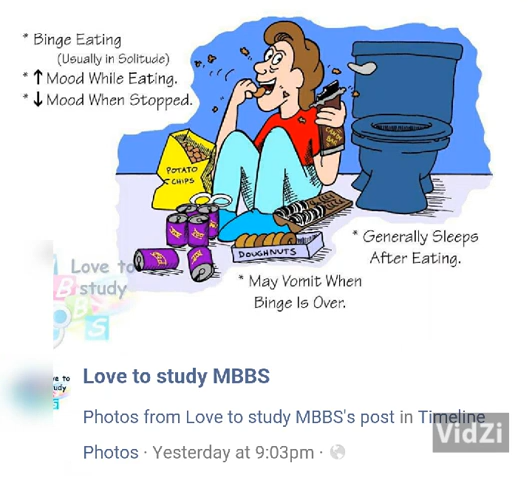 * Binge Eating
(Usually in Solitude)
* ↑ Mood While Eating.
* ↓ Mood When Stopped.
CANDY BAR
POTATO
CHIPS
DOUGHNUTS
* Generally Sleeps
After Eating.
* May Vomit When
Binge Is Over.
Love to
study
B
B
S
Love to study MBBS
Photos from Love to study MBBS's post in Timeline
Photos · Yesterday at 9:03pm ·
VidZi